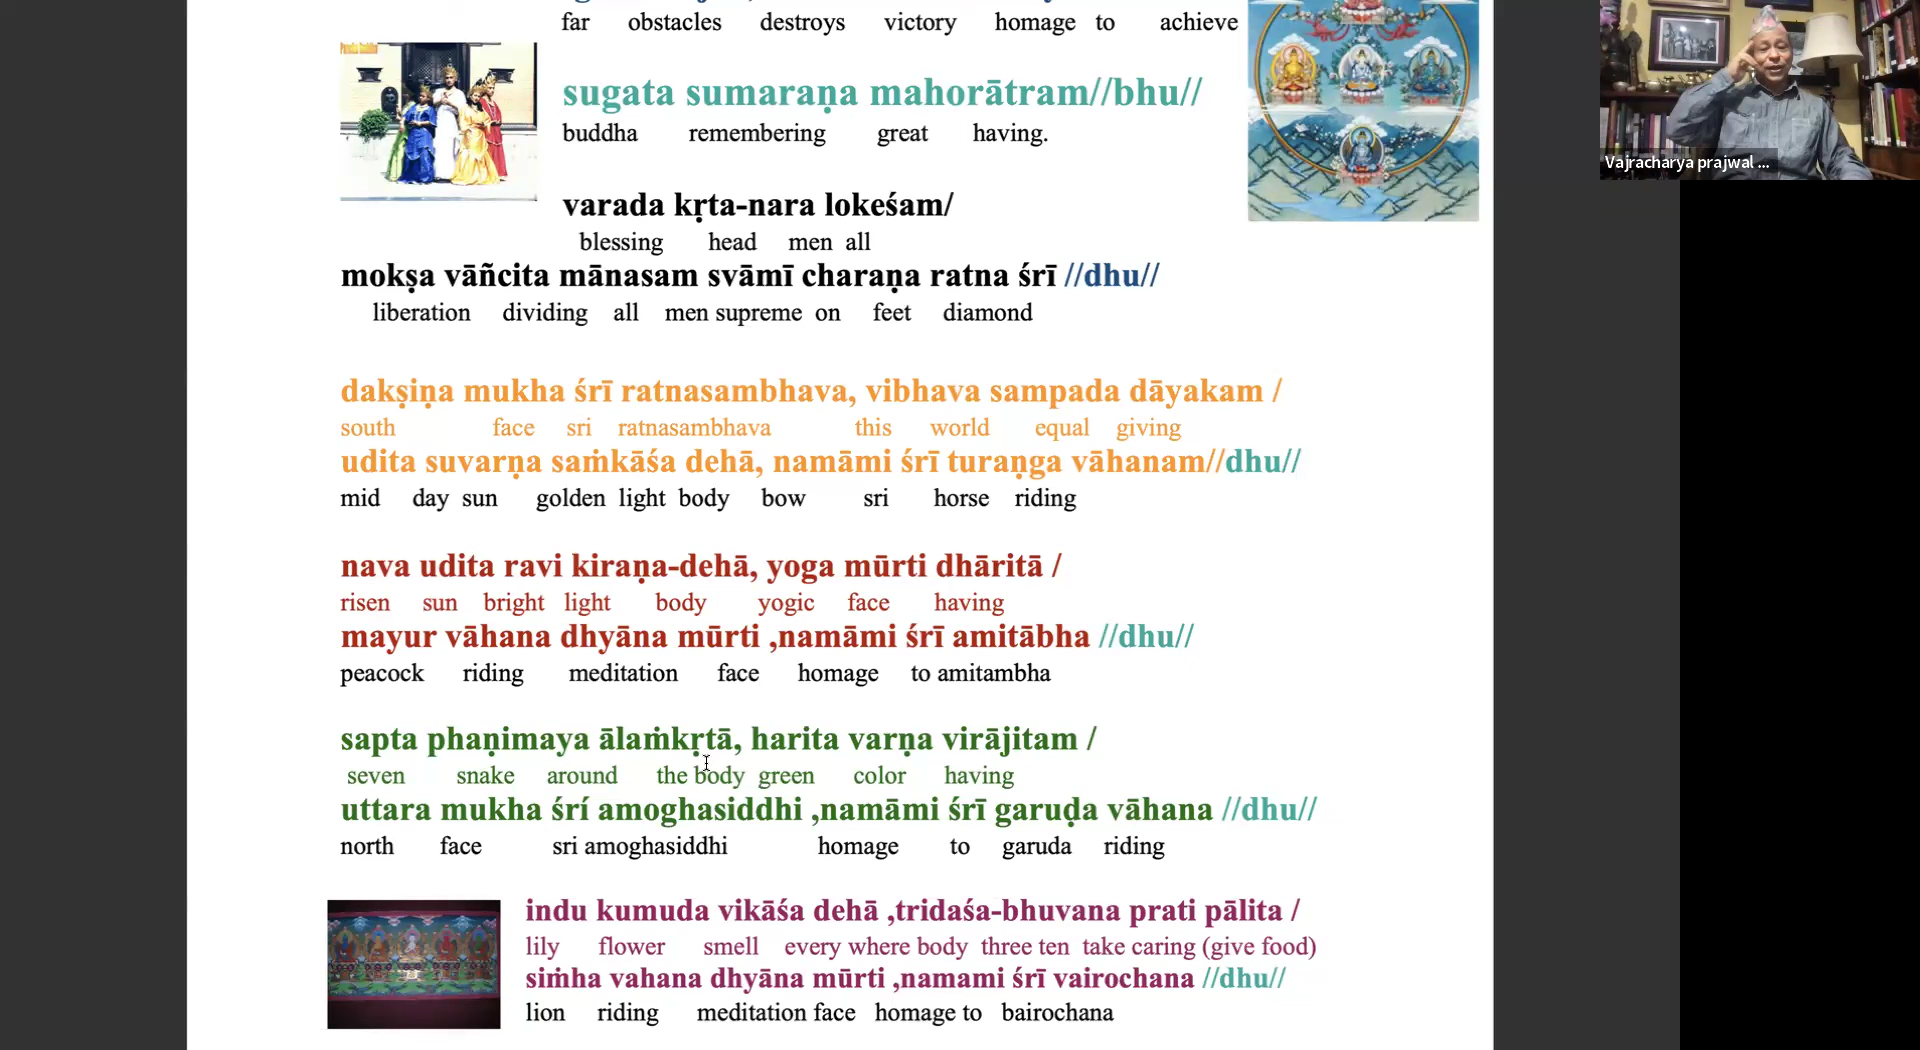 far obstacles destroys victory homage to achieve
sugata sumaraṇa mahorātram//bhu//
buddha remembering great having.
varada kṛta-nara lokeśam/
blessing head men all
mokṣa vāñcita mānasam svāmī charaṇa ratna śrī //dhu//
liberation dividing all men supreme on feet diamond
dakṣiṇa mukha śrī ratnasambhava, vibhava sampada dāyakam /
south face sri ratnasambhava this world equal giving
udita suvarṇa saṁkāśa dehā, namāmi śrī turaṇga vāhanam//dhu//
mid day sun golden light body bow sri horse riding
nava udita ravi kiraṇa-dehā, yoga mūrti dhāritā /
risen sun bright light body yogic face having
mayur vāhana dhyāna mūrti ,namāmi śrī amitābha //dhu//
peacock riding meditation face homage to amitambha
sapta phaṇimaya ālaṁkṛtā, harita varṇa virājitam /
seven snake around the body green color having
uttara mukha śrí amoghasiddhi ,namāmi śrī garuḍa vāhana //dhu//
north face sri amoghasiddhi homage to garuda riding
indu kumuda vikāśa dehā ,tridaśa-bhuvana prati pālita /
lily flower smell every where body three ten take caring (give food)
siṁha vahana dhyāna mūrti ,namami śrī vairochana //dhu//
lion riding meditation face homage to bairochana
Vajracharya prajwal ...